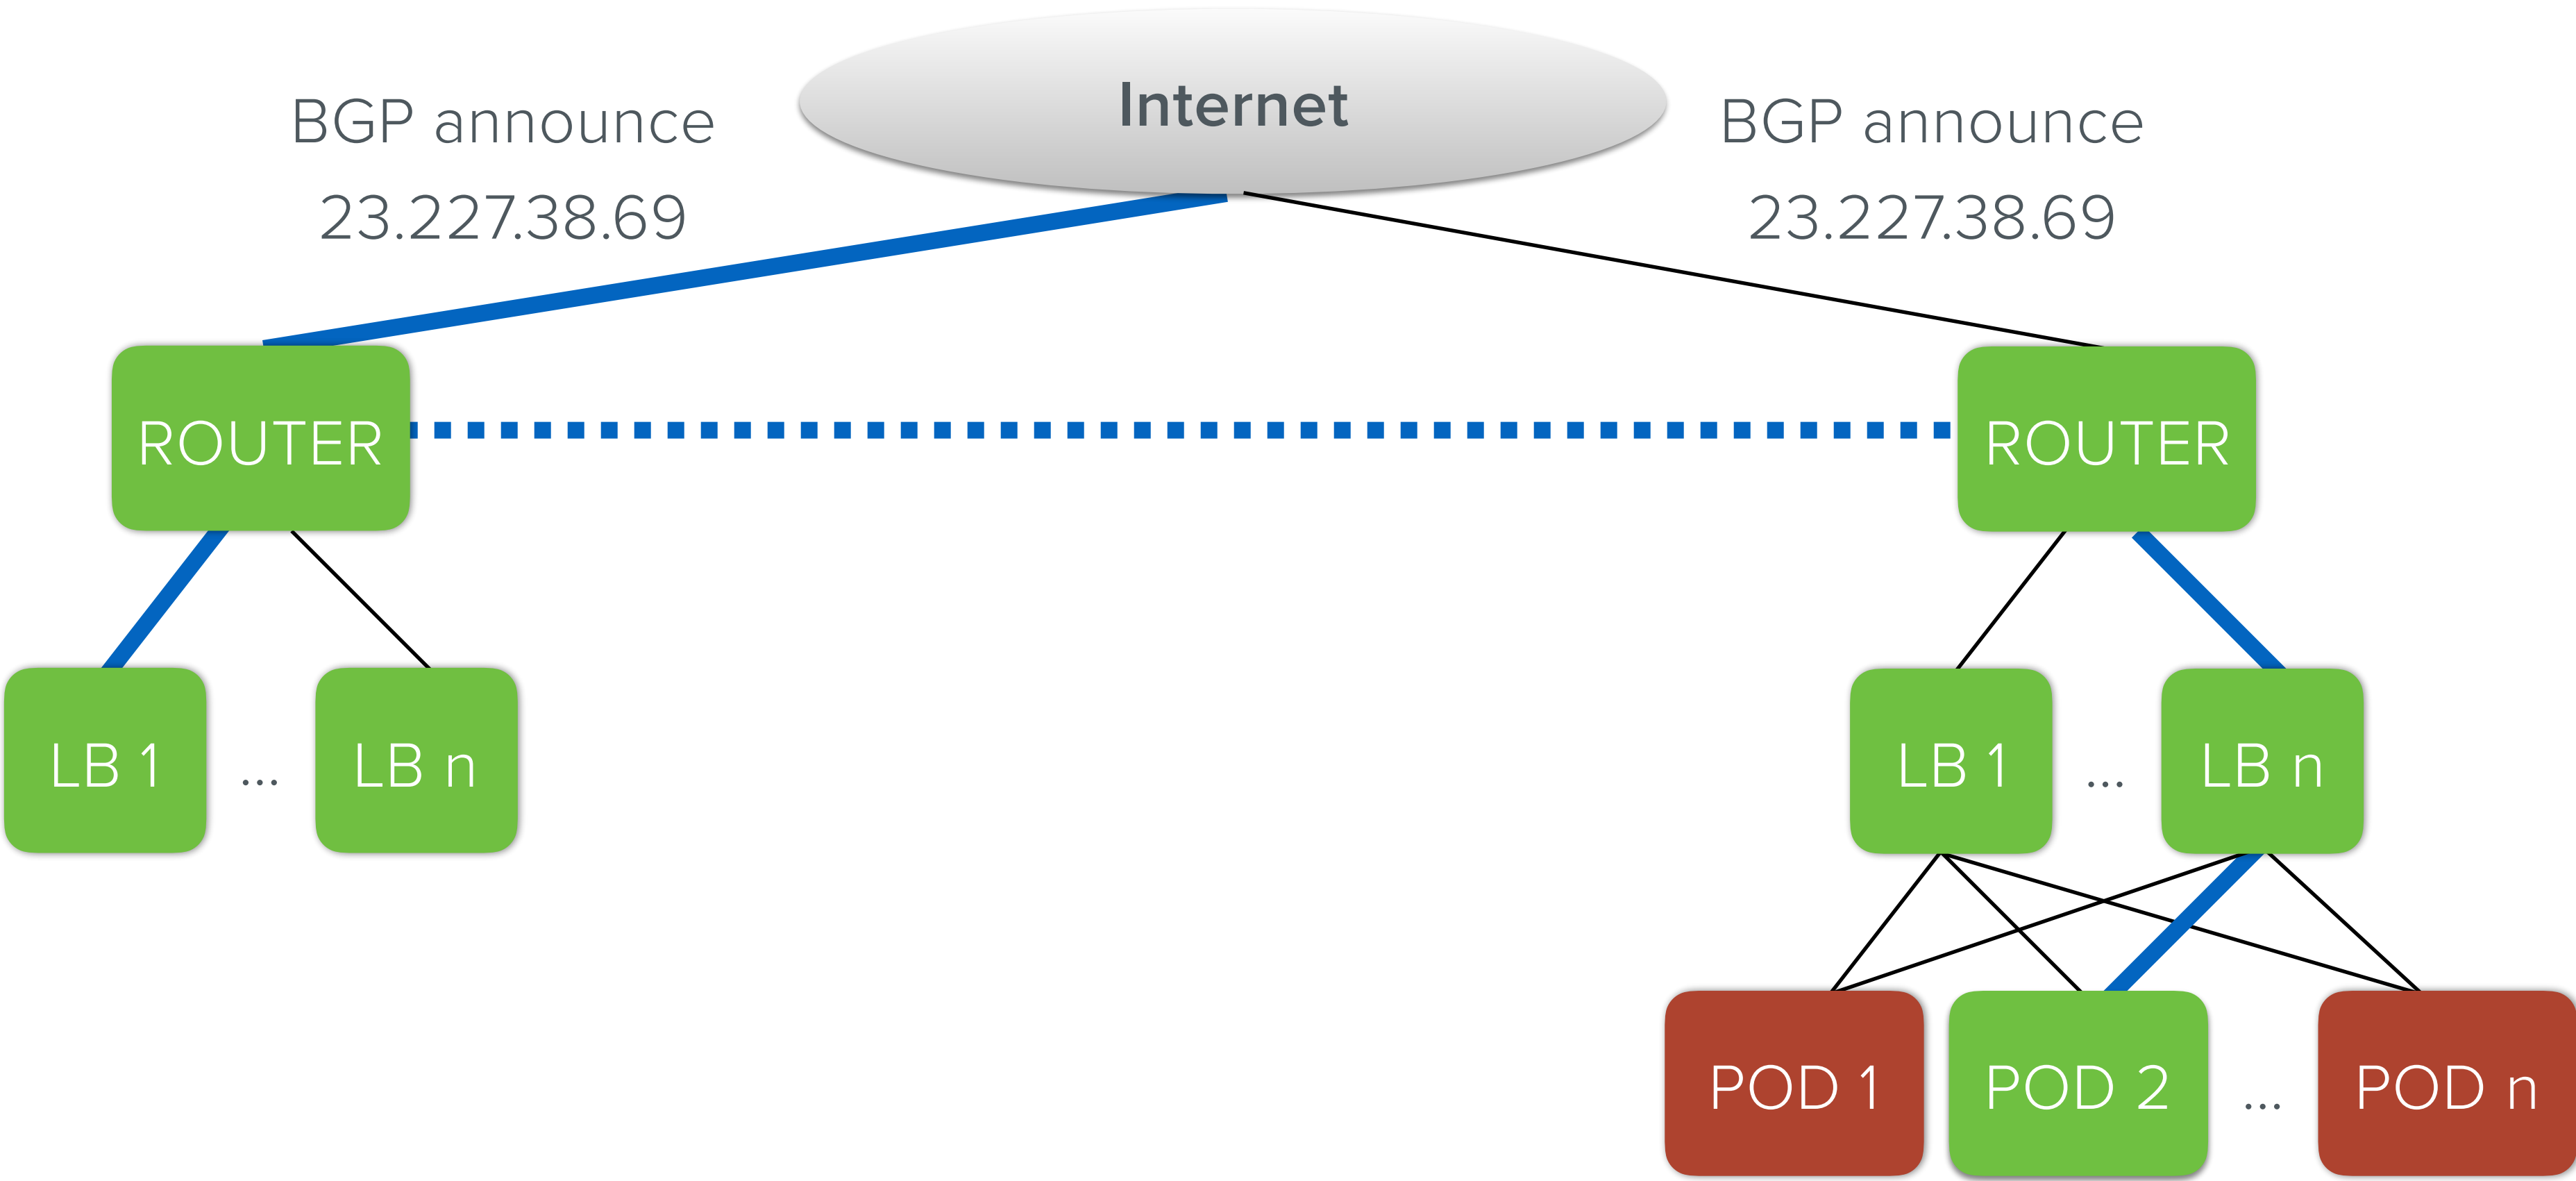 Internet
BGP announce
23.227.38.69
BGP announce
23.227.38.69
ROUTER
ROUTER
LB 1
...
LB n
LB 1
...
LB n
POD 1
POD 2
...
POD n